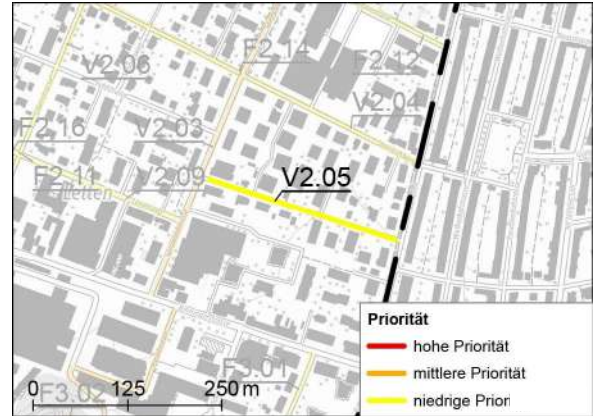 F2.14
F2.12
V2.06
V2.04
F2.16
V2.03
V2.05
F2.11
V2.09
Letten
Priorität
hohe Priorität
mittlere Priorität
niedrige Prior
F3.01
F3.02
0 125 250 m